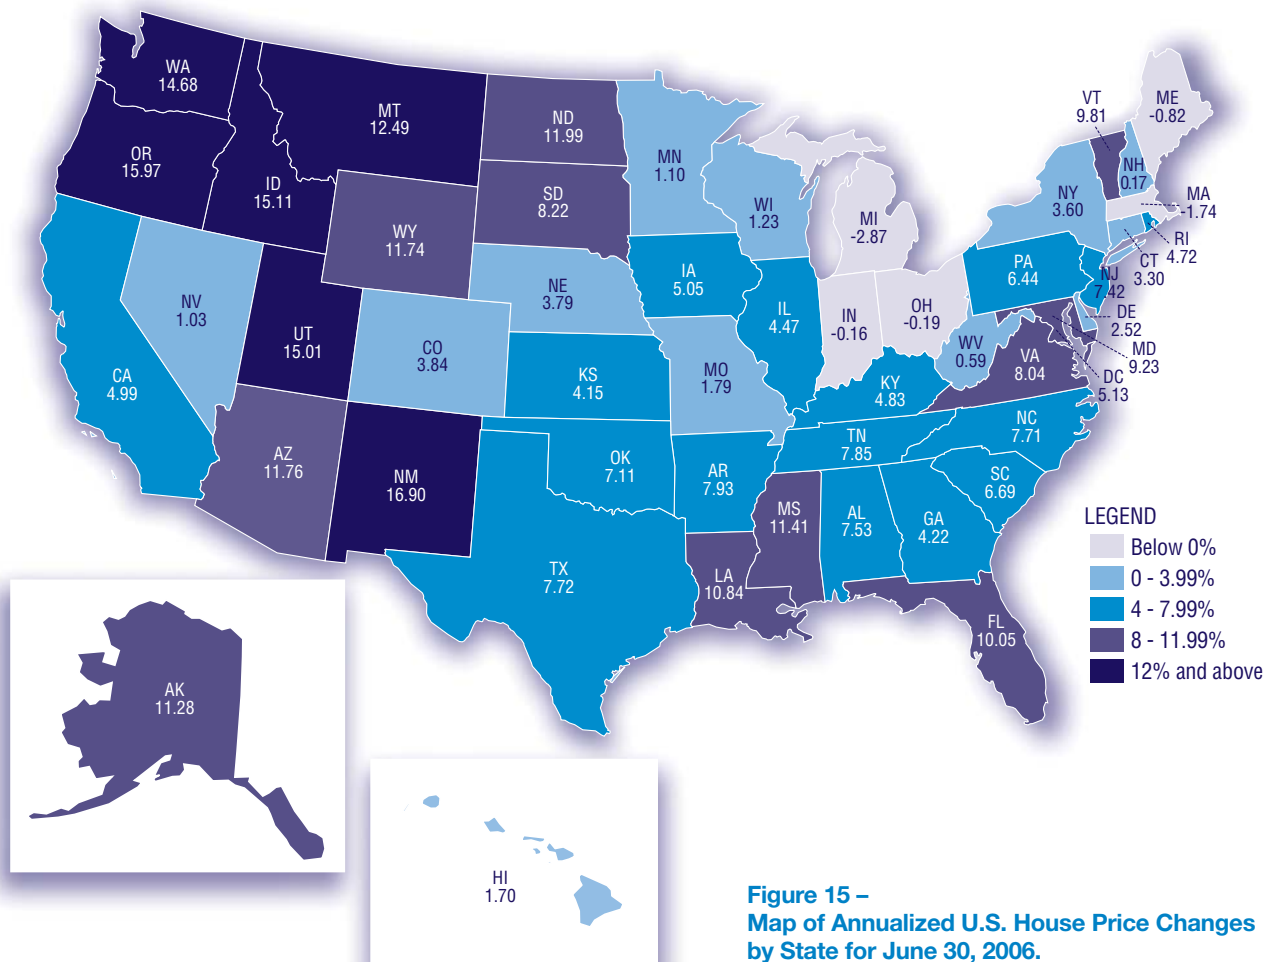 WA
14.68
OR
15.97
ID
15.11
MT
12.49
ND
11.99
SD
8.22
WY
11.74
NE
3.79
MN
1.10
WI
1.23
MI
-2.87
VT
9.81
ME
-0.82
NH
0.17
NY
3.60
MA
-1.74
RI
4.72
CT
3.30
PA
6.44
NJ
7.42
DE
2.52
MD
9.23
DC
5.13
IA
5.05
IL
4.47
IN
-0.16
OH
-0.19
WV
0.59
VA
8.04
NV
1.03
UT
15.01
CO
3.84
CA
4.99
KS
4.15
MO
1.79
KY
4.83
AZ
11.76
NM
16.90
OK
7.11
AR
7.93
TN
7.85
NC
7.71
SC
6.69
TX
7.72
LA
10.84
MS
11.41
AL
7.53
GA
4.22
FL
10.05
AK
11.28
HI
1.70
LEGEND
Below 0%
0 - 3.99%
4 - 7.99%
8 - 11.99%
12% and above
Figure 15 –
Map of Annualized U.S. House Price Changes
by State for June 30, 2006.